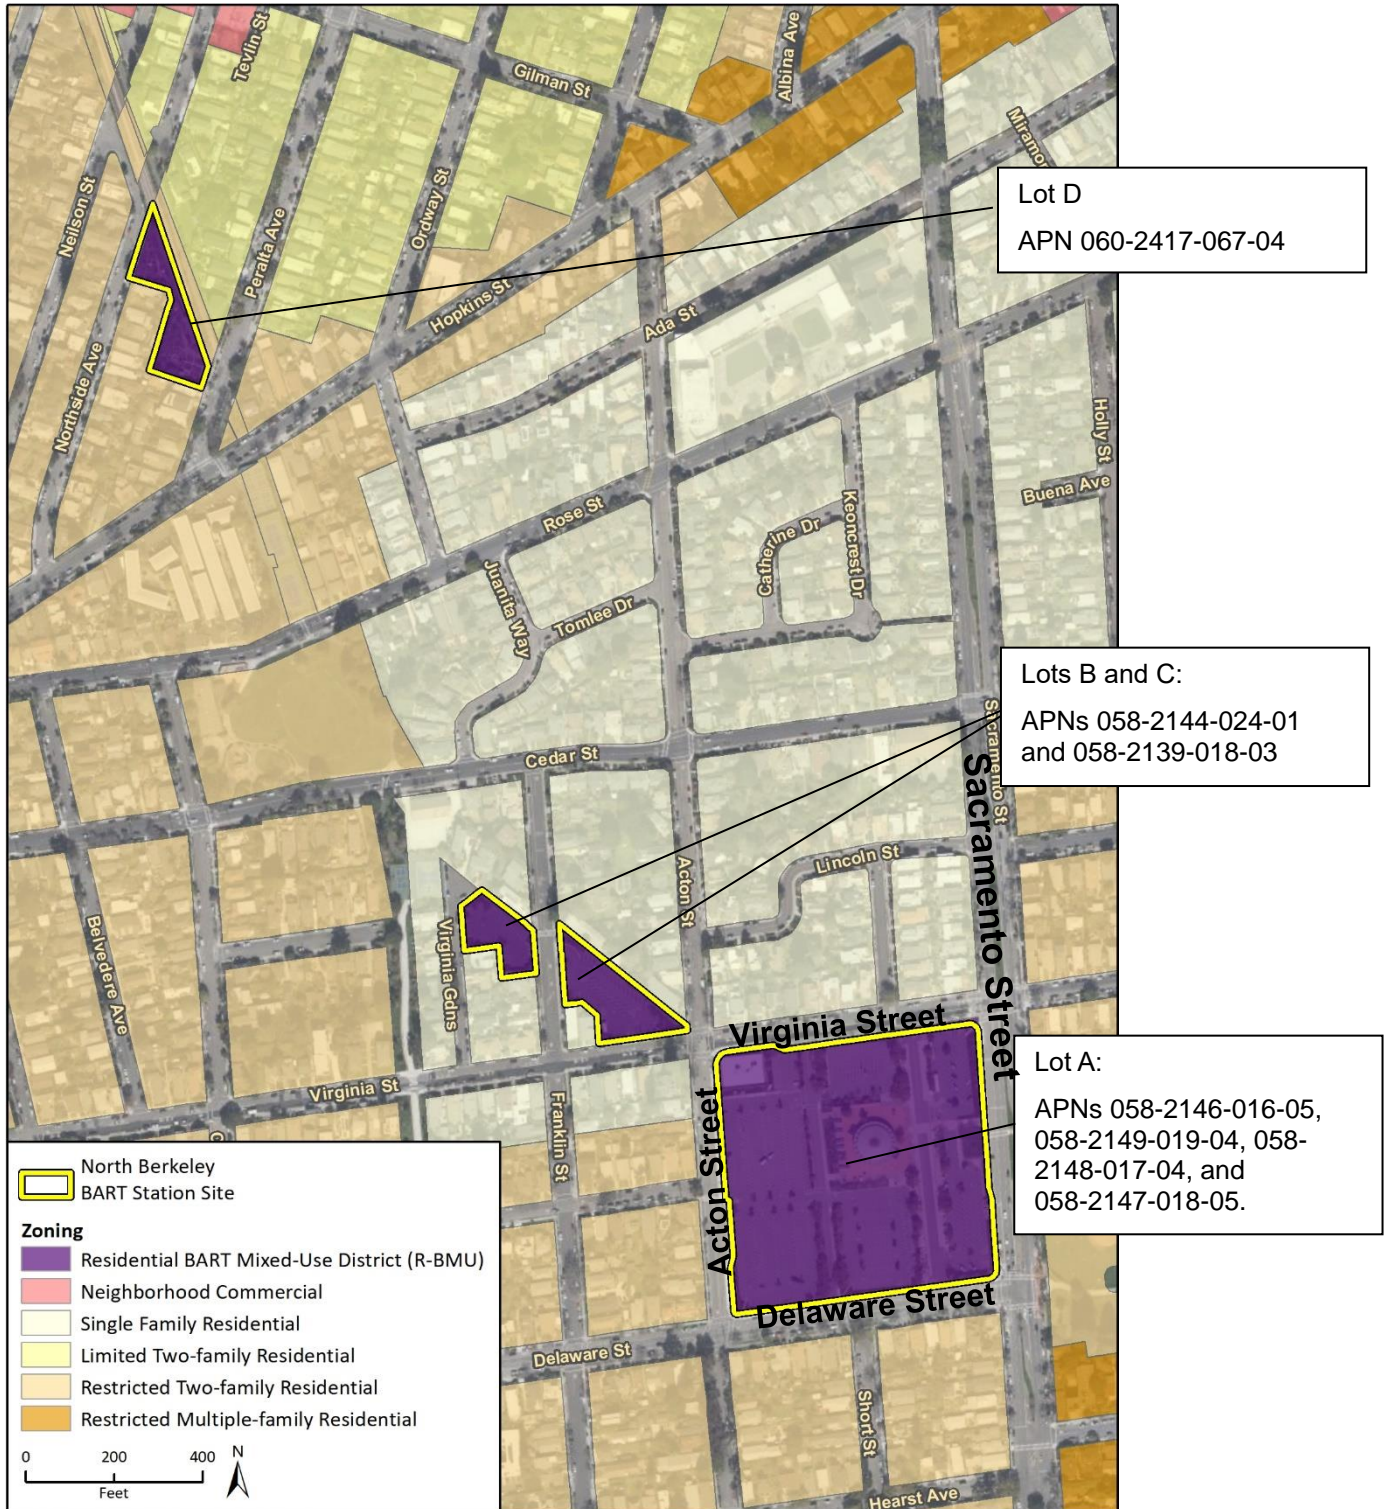 Tevlin St
Gilman St
Albina Ave
Neilson St
Peralta Ave
Ordway St
Hopkins St
Ada St
Northside Ave
Lot D
APN 060-2417-067-04
Holly St
Buena Ave
Rose St
Catherine Dr
Keoncrest Dr
Juanita Way
Tomlee Dr
Lots B and C:
APNs 058-2144-024-01
and 058-2139-018-03
Sacramento St
Sacramento Street
Cedar St
Lincoln St
Acton St
Belvedere Ave
Virginia Gdns
Virginia Street
Lot A:
APNs 058-2146-016-05,
058-2149-019-04, 058-
2148-017-04, and
058-2147-018-05.
Virginia St
Franklin St
Acton Street
Delaware Street
Delaware St
Short St
Hearst Ave
North Berkeley
BART Station Site
Zoning
Residential BART Mixed-Use District (R-BMU)
Neighborhood Commercial
Single Family Residential
Limited Two-family Residential
Restricted Two-family Residential
Restricted Multiple-family Residential
0 200 400
Feet
N